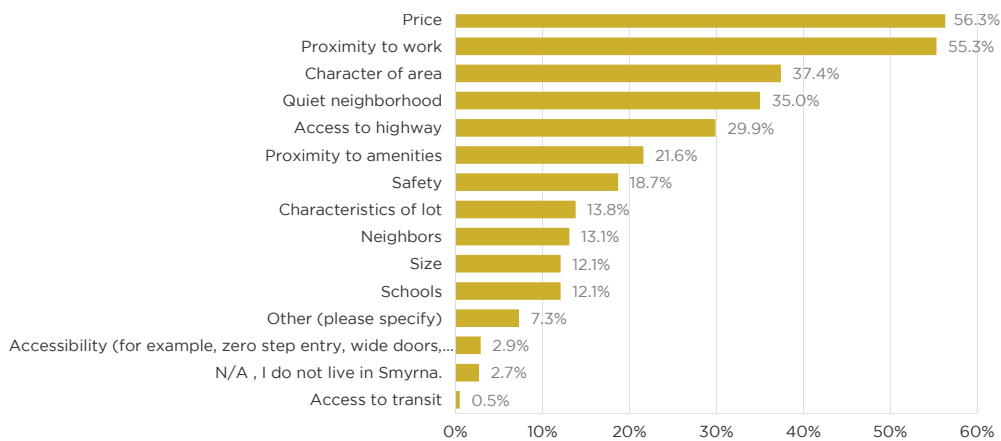 Price 56.3%
Proximity to work 55.3%
Character of area 37.4%
Quiet neighborhood 35.0%
Access to highway 29.9%
Proximity to amenities 21.6%
Safety 18.7%
Characteristics of lot 13.8%
Neighbors 13.1%
Size 12.1%
Schools 12.1%
Other (please specify) 7.3%
Accessibility (for example, zero step entry, wide doors,... 2.9%
N/A , I do not live in Smyrna. 2.7%
Access to transit 0.5%
0% 10% 20% 30% 40% 50% 60%